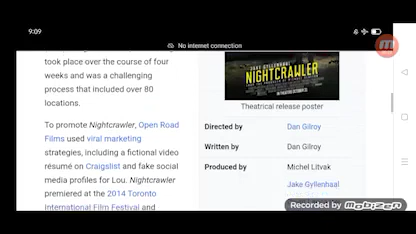 9:09
No internet connection
took place over the course of four
weeks and was a challenging
process that included over 80
locations.
To promote Nightcrawler, Open Road
Films used viral marketing
strategies, including a fictional video
résumé on Craigslist and fake social
media profiles for Lou. Nightcrawler
premiered at the 2014 Toronto
International Film Festival and
JAKE GYLLENHAAL
NIGHTCRAWLER
Theatrical release poster
Directed by Dan Gilroy
Written by Dan Gilroy
Produced by Michel Litvak
Jake Gyllenhaal
Recorded by Mobizen